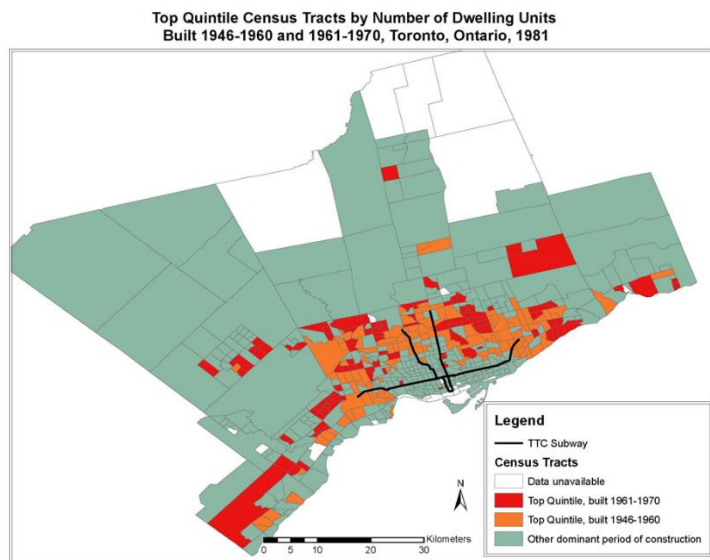 Top Quintile Census Tracts by Number of Dwelling Units
Built 1946-1960 and 1961-1970, Toronto, Ontario, 1981
Legend
TTC Subway
Census Tracts
Data unavailable
Top Quintile, built 1961-1970
Top Quintile, built 1946-1960
Other dominant period of construction
N
Kilometers
0 5 10 20 30